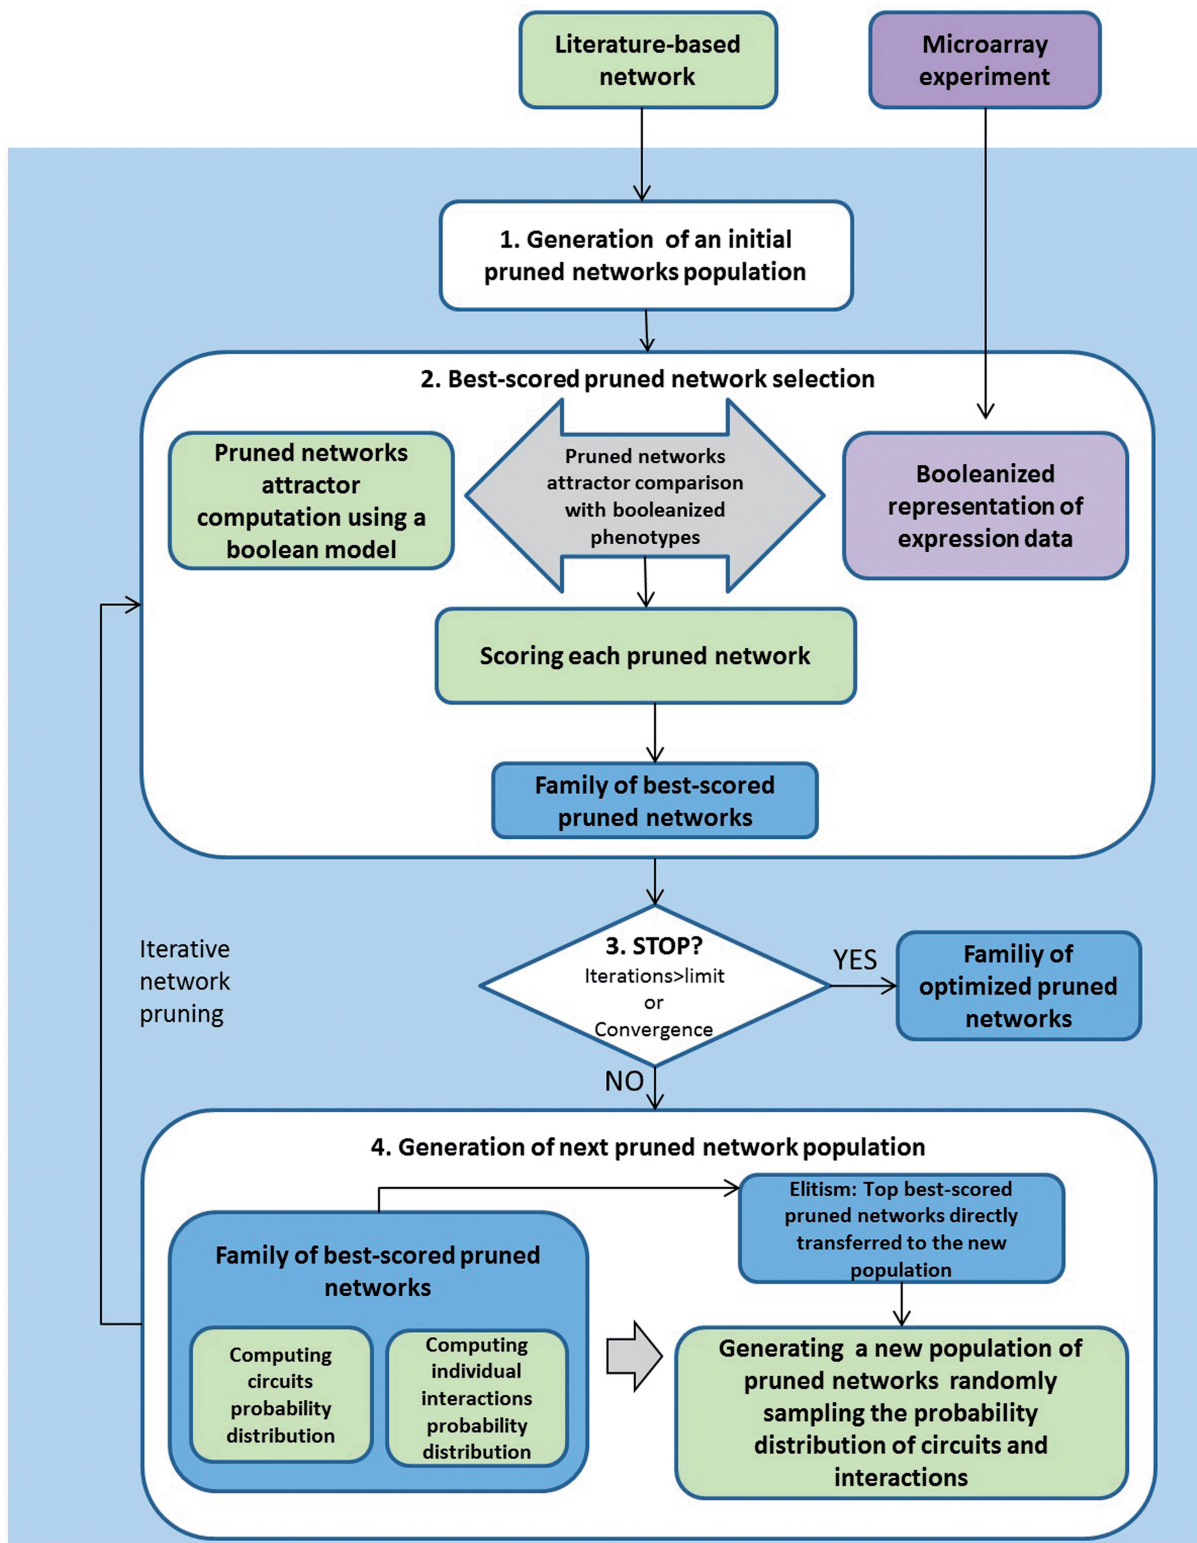 Literature-based
network
Microarray
experiment
1. Generation of an initial
pruned networks population
2. Best-scored pruned network selection
Pruned networks
attractor
computation using a
boolean model
Pruned networks
attractor comparison
with booleanized
phenotypes
Booleanized
representation of
expression data
Scoring each pruned network
Family of best-scored
pruned networks
3. STOP?
Iterations>limit
or
Convergence
YES
Familiy of
optimized pruned
networks
Iterative
network
pruning
NO
4. Generation of next pruned network population
Elitism: Top best-scored
pruned networks directly
transferred to the new
population
Family of best-scored pruned
networks
Computing
circuits
probability
distribution
Computing
individual
interactions
probability
distribution
Generating a new population of
pruned networks randomly
sampling the probability
distribution of circuits and
interactions